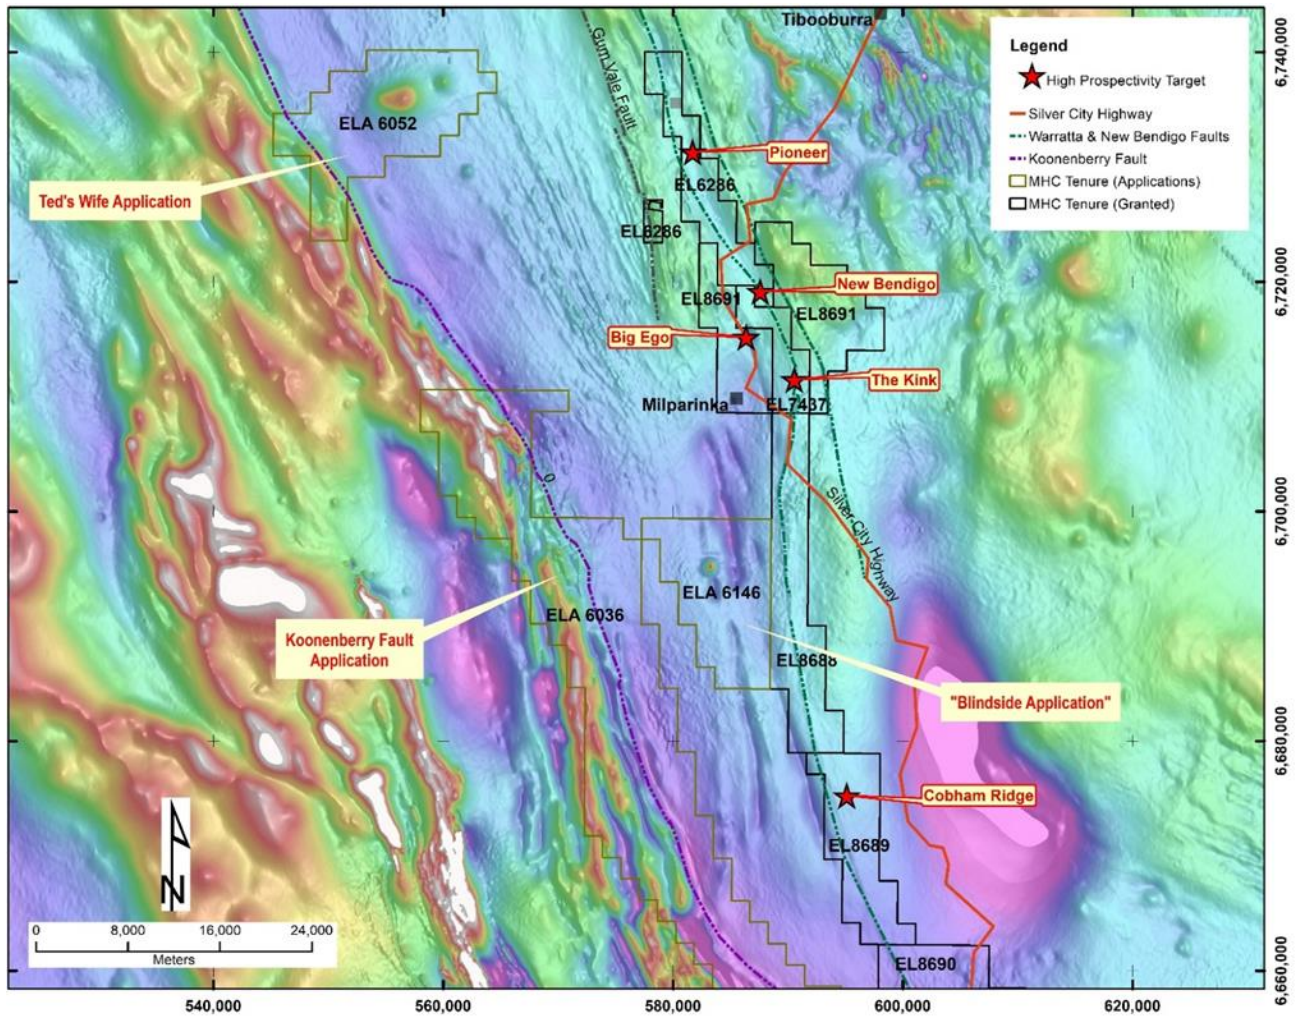 Tibooburra
6,740,000
Legend
High Prospectivity Target
Silver City Highway
Warratta & New Bendigo Faults
Koonenberry Fault
MHC Tenure (Applications)
MHC Tenure (Granted)
Gum Vale Fault
ELA 6052
Pioneer
EL6286
Ted's Wife Application
EL6286
6,720,000
New Bendigo
EL8691
EL8691
Big Ego
The Kink
Milparinka
EL7437
0
6,700,000
Silver City Highway
ELA 6146
ELA 6036
Koonenberry Fault
Application
EL8688
"Blindside Application"
6,680,000
Cobham Ridge
EL8689
N
0 8,000 16,000 24,000
Meters
EL8690
6,660,000
540,000 560,000 580,000 600,000 620,000